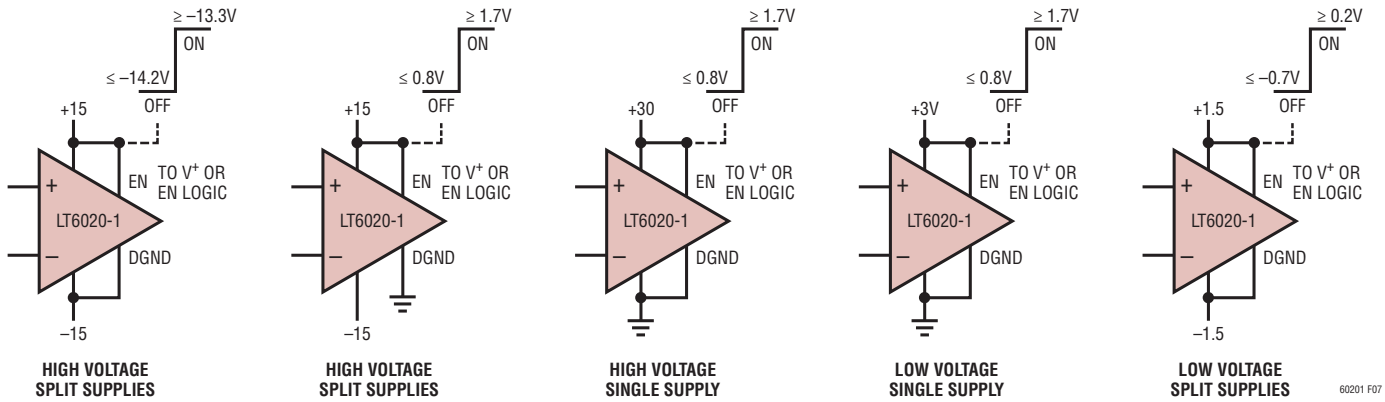 ≥ –13.3V
ON
≤ –14.2V
OFF
+15
+
–
LT6020-1
EN
TO V+ OR
EN LOGIC
DGND
–15
HIGH VOLTAGE
SPLIT SUPPLIES
≥ 1.7V
ON
≤ 0.8V
OFF
+15
+
–
LT6020-1
EN
TO V+ OR
EN LOGIC
DGND
–15
HIGH VOLTAGE
SPLIT SUPPLIES
≥ 1.7V
ON
≤ 0.8V
OFF
+30
+
–
LT6020-1
EN
TO V+ OR
EN LOGIC
DGND
HIGH VOLTAGE
SINGLE SUPPLY
≥ 1.7V
ON
≤ 0.8V
OFF
+3V
+
–
LT6020-1
EN
TO V+ OR
EN LOGIC
DGND
LOW VOLTAGE
SINGLE SUPPLY
≥ 0.2V
ON
≤ –0.7V
OFF
+1.5
+
–
LT6020-1
EN
TO V+ OR
EN LOGIC
DGND
–1.5
LOW VOLTAGE
SPLIT SUPPLIES
60201 F07